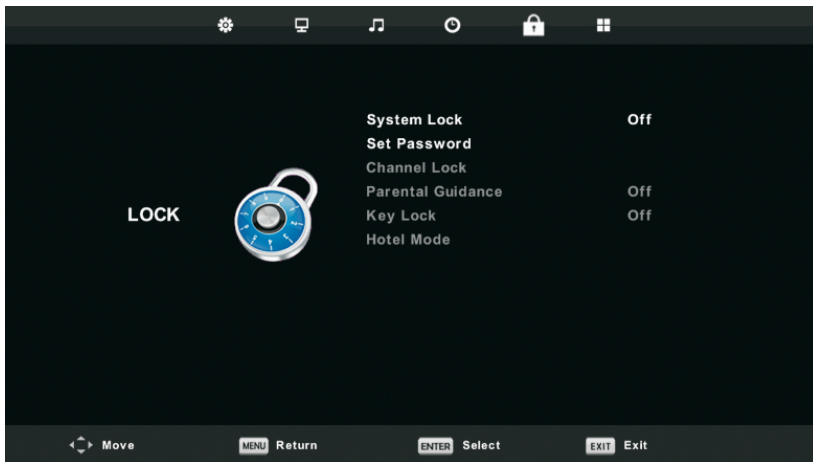 System Lock Off
Set Password
Channel Lock
Parental Guidance Off
LOCK
Key Lock Off
Hotel Mode
Move MENU Return ENTER Select EXIT Exit